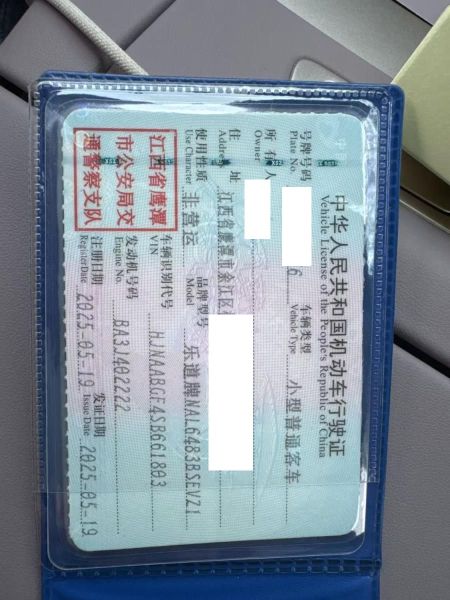 中华人民共和国机动车行驶证
Vehicle License of the People's Republic of China
号牌号码 6 车辆类型 小型普通客车
Plate No. Vehicle Type
所有人
Owner
住址 江西省鹰潭市余江区
Address
使用性质 非营运 品牌型号 乐道牌NAL6483BSEVZ1
Use Character Model
江西省鹰潭
市公安局交
通警察支队
车辆识别代号 HJNAABGE4SB661803
VIN
发动机号码 BA3J402222
Engine No.
注册日期 2025-05-19 发证日期 2025-05-19
Register Date Issue Date